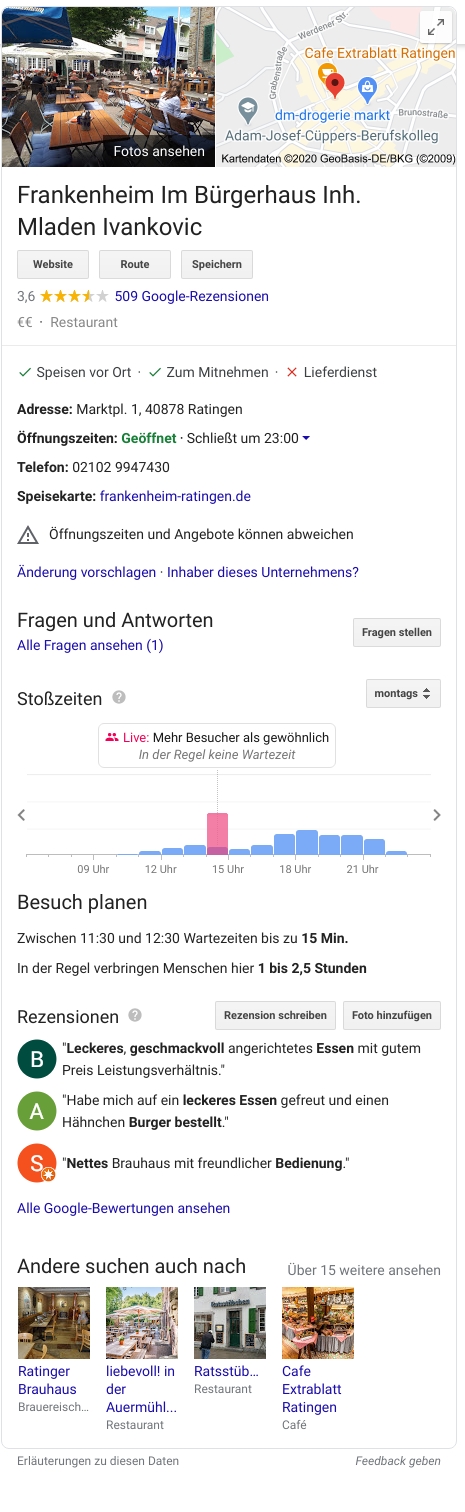 Fotos ansehen
Werdener Str.
Cafe Extrablatt Ratingen
Grabenstraße
dm-drogerie markt
Brunostraße
Adam-Josef-Cüppers-Berufskolleg
Kartendaten ©2020 GeoBasis-DE/BKG (©2009)
Frankenheim Im Bürgerhaus Inh.
Mladen Ivankovic
Website Route Speichern
3,6 509 Google-Rezensionen
€€ · Restaurant
Speisen vor Ort · Zum Mitnehmen · Lieferdienst
Adresse: Marktpl. 1, 40878 Ratingen
Öffnungszeiten: Geöffnet · Schließt um 23:00
Telefon: 02102 9947430
Speisekarte: frankenheim-ratingen.de
Öffnungszeiten und Angebote können abweichen
Änderung vorschlagen · Inhaber dieses Unternehmens?
Fragen und Antworten
Alle Fragen ansehen (1)
Fragen stellen
Stoßzeiten ?
montags
Live: Mehr Besucher als gewöhnlich
In der Regel keine Wartezeit
09 Uhr 12 Uhr 15 Uhr 18 Uhr 21 Uhr
Besuch planen
Zwischen 11:30 und 12:30 Wartezeiten bis zu 15 Min.
In der Regel verbringen Menschen hier 1 bis 2,5 Stunden
Rezensionen ?
Rezension schreiben Foto hinzufügen
B "Leckeres, geschmackvoll angerichtetes Essen mit gutem
Preis Leistungsverhältnis."
A "Habe mich auf ein leckeres Essen gefreut und einen
Hähnchen Burger bestellt."
S "Nettes Brauhaus mit freundlicher Bedienung."
Alle Google-Bewertungen ansehen
Andere suchen auch nach
Über 15 weitere ansehen
Ratinger
Brauhaus
Brauereisch...
liebevoll! in
der
Auermühl...
Restaurant
Ratsstüb...
Restaurant
Cafe
Extrablatt
Ratingen
Café
Erläuterungen zu diesen Daten
Feedback geben